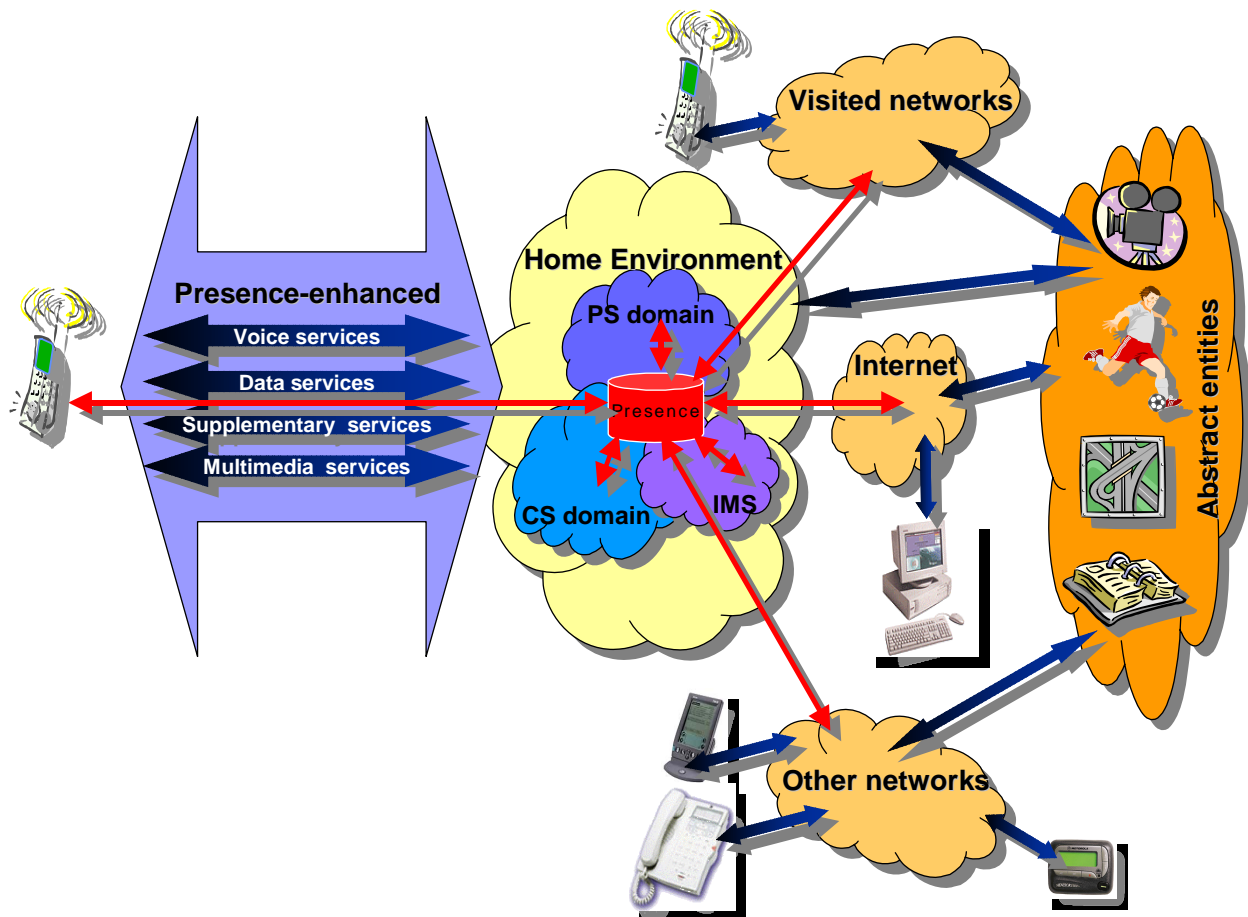 Visited networks
Home Environment
Presence-enhanced
PS domain
Voice services
Internet
Data services
Presence
Supplementary services
Multimedia services
IMS
CS domain
Abstract entities
Other networks
MOTOROLA